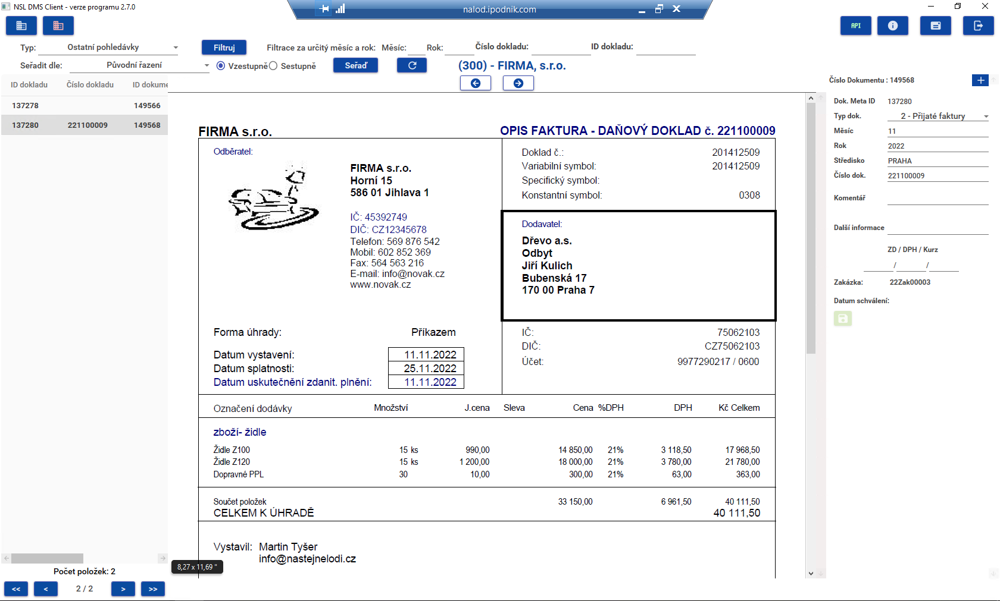 NSL DMS Client - verze programu 2.7.0
nalod.ipodnik.com
API
Typ: Ostatní pohledávky
Filtruj
Filtrace za určitý měsíc a rok: Měsíc: Rok: Číslo dokladu: ID dokladu:
Seřadit dle: Původní řazení
Vzestupně Sestupně
Seřaď
(300) - FIRMA, s.r.o.
ID dokladu Číslo dokladu ID dokume
137278 149566
137280 221100009 149568
FIRMA s.r.o.
OPIS FAKTURA - DAŇOVÝ DOKLAD č. 221100009
Odběratel:
FIRMA s.r.o.
Horní 15
586 01 Jihlava 1
IČ: 45392749
DIČ: CZ12345678
Telefon: 569 876 542
Mobil: 602 852 369
Fax: 564 563 216
E-mail: info@novak.cz
www.novak.cz
Doklad č.: 201412509
Variabilní symbol: 201412509
Specifický symbol:
Konstantní symbol: 0308
Dodavatel:
Dřevo a.s.
Odbyt
Jiří Kulich
Bubenská 17
170 00 Praha 7
Forma úhrady: Příkazem
Datum vystavení: 11.11.2022
Datum splatnosti: 25.11.2022
Datum uskutečnění zdanit. plnění: 11.11.2022
IČ: 75062103
DIČ: CZ75062103
Účet: 9977290217 / 0600
Označení dodávky Množství J.cena Sleva Cena %DPH DPH Kč Celkem
zboží- židle
Židle Z100 15 ks 990,00 14 850,00 21% 3 118,50 17 968,50
Židle Z120 15 ks 1 200,00 18 000,00 21% 3 780,00 21 780,00
Dopravné PPL 30 10,00 300,00 21% 63,00 363,00
Součet položek 33 150,00 6 961,50 40 111,50
CELKEM K ÚHRADĚ 40 111,50
Vystavil: Martin Tyšer
info@nastejnelodi.cz
8,27 x 11,69 "
Počet položek: 2
<< < 2 / 2 > >>
Číslo Dokumentu : 149568
Dok. Meta ID 137280
Typ dok. 2 - Přijaté faktury
Měsíc 11
Rok 2022
Středisko PRAHA
Číslo dok. 221100009
Komentář
Další informace
ZD / DPH / Kurz
/ /
Zakázka: 22Zak00003
Datum schválení: